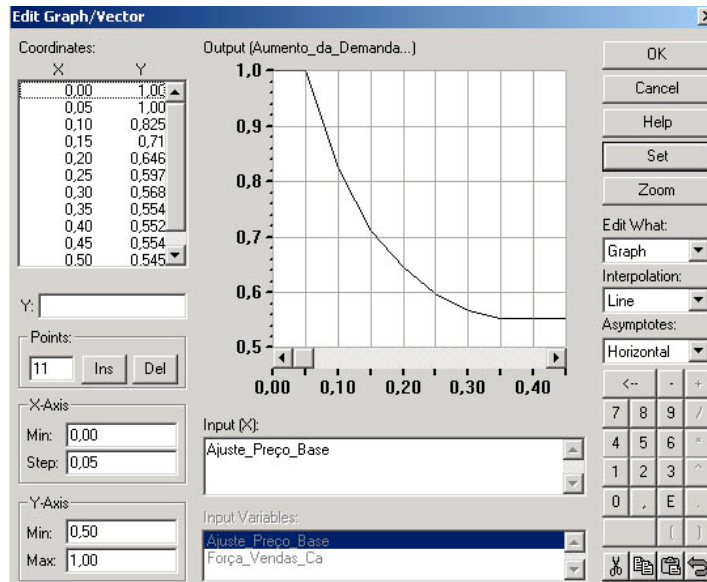 Edit Graph/Vector
Coordinates:
X Y
0,00 1,00
0,05 1,00
0,10 0,825
0,15 0,71
0,20 0,646
0,25 0,597
0,30 0,568
0,35 0,554
0,40 0,552
0,45 0,554
0,50 0,545
Y:
Points:
11 Ins Del
X-Axis
Min: 0,00
Step: 0,05
Y-Axis
Min: 0,50
Max: 1,00
Output (Aumento_da_Demanda...)
1,0
0,9
0,8
0,7
0,6
0,5
0,00 0,10 0,20 0,30 0,40
Input (X):
Ajuste_Preço_Base
Input Variables:
Ajuste_Preço_Base
Força_Vendas_Ca
OK
Cancel
Help
Set
Zoom
Edit What:
Graph
Interpolation:
Line
Asymptotes:
Horizontal
<-- - +
7 8 9 /
4 5 6 *
1 2 3 ^
0 , E .
( )